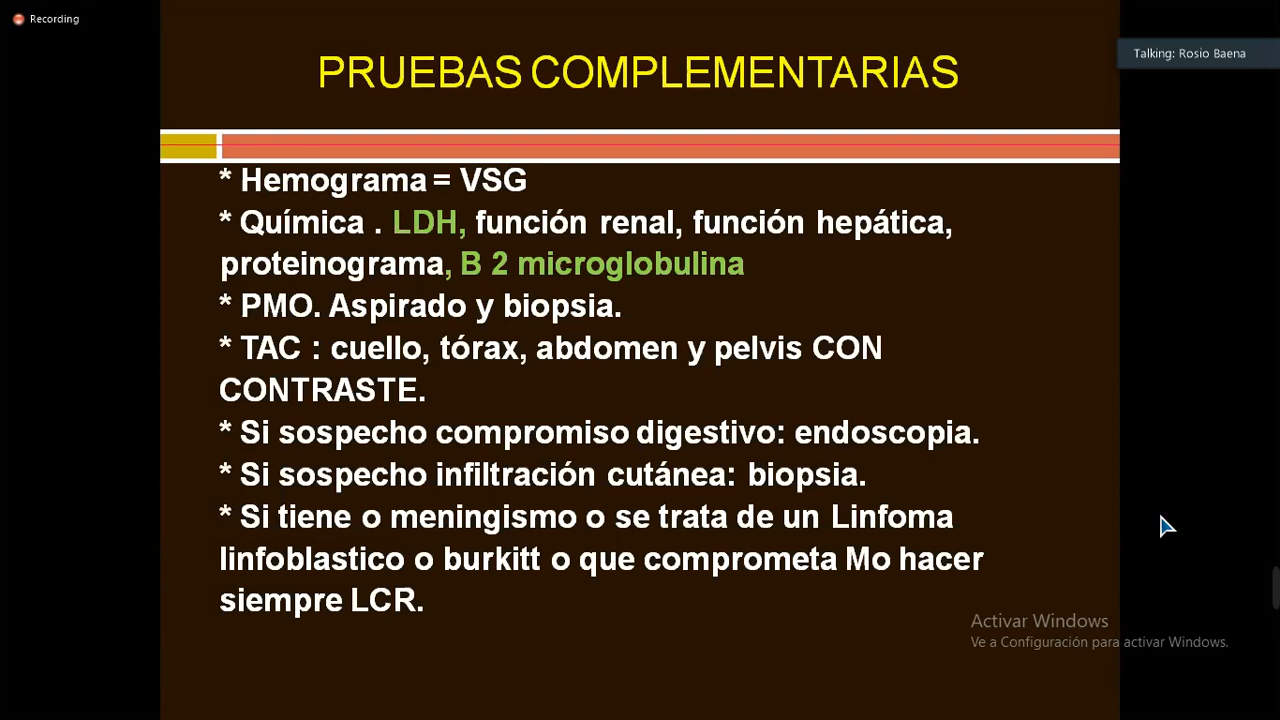 Recording
Talking: Rosio Baena
PRUEBAS COMPLEMENTARIAS
* Hemograma = VSG
* Química . LDH, función renal, función hepática,
proteinograma, B 2 microglobulina
* PMO. Aspirado y biopsia.
* TAC : cuello, tórax, abdomen y pelvis CON
CONTRASTE.
* Si sospecho compromiso digestivo: endoscopia.
* Si sospecho infiltración cutánea: biopsia.
* Si tiene o meningismo o se trata de un Linfoma
linfoblastico o burkitt o que comprometa Mo hacer
siempre LCR.
Activar Windows
Ve a Configuración para activar Windows.